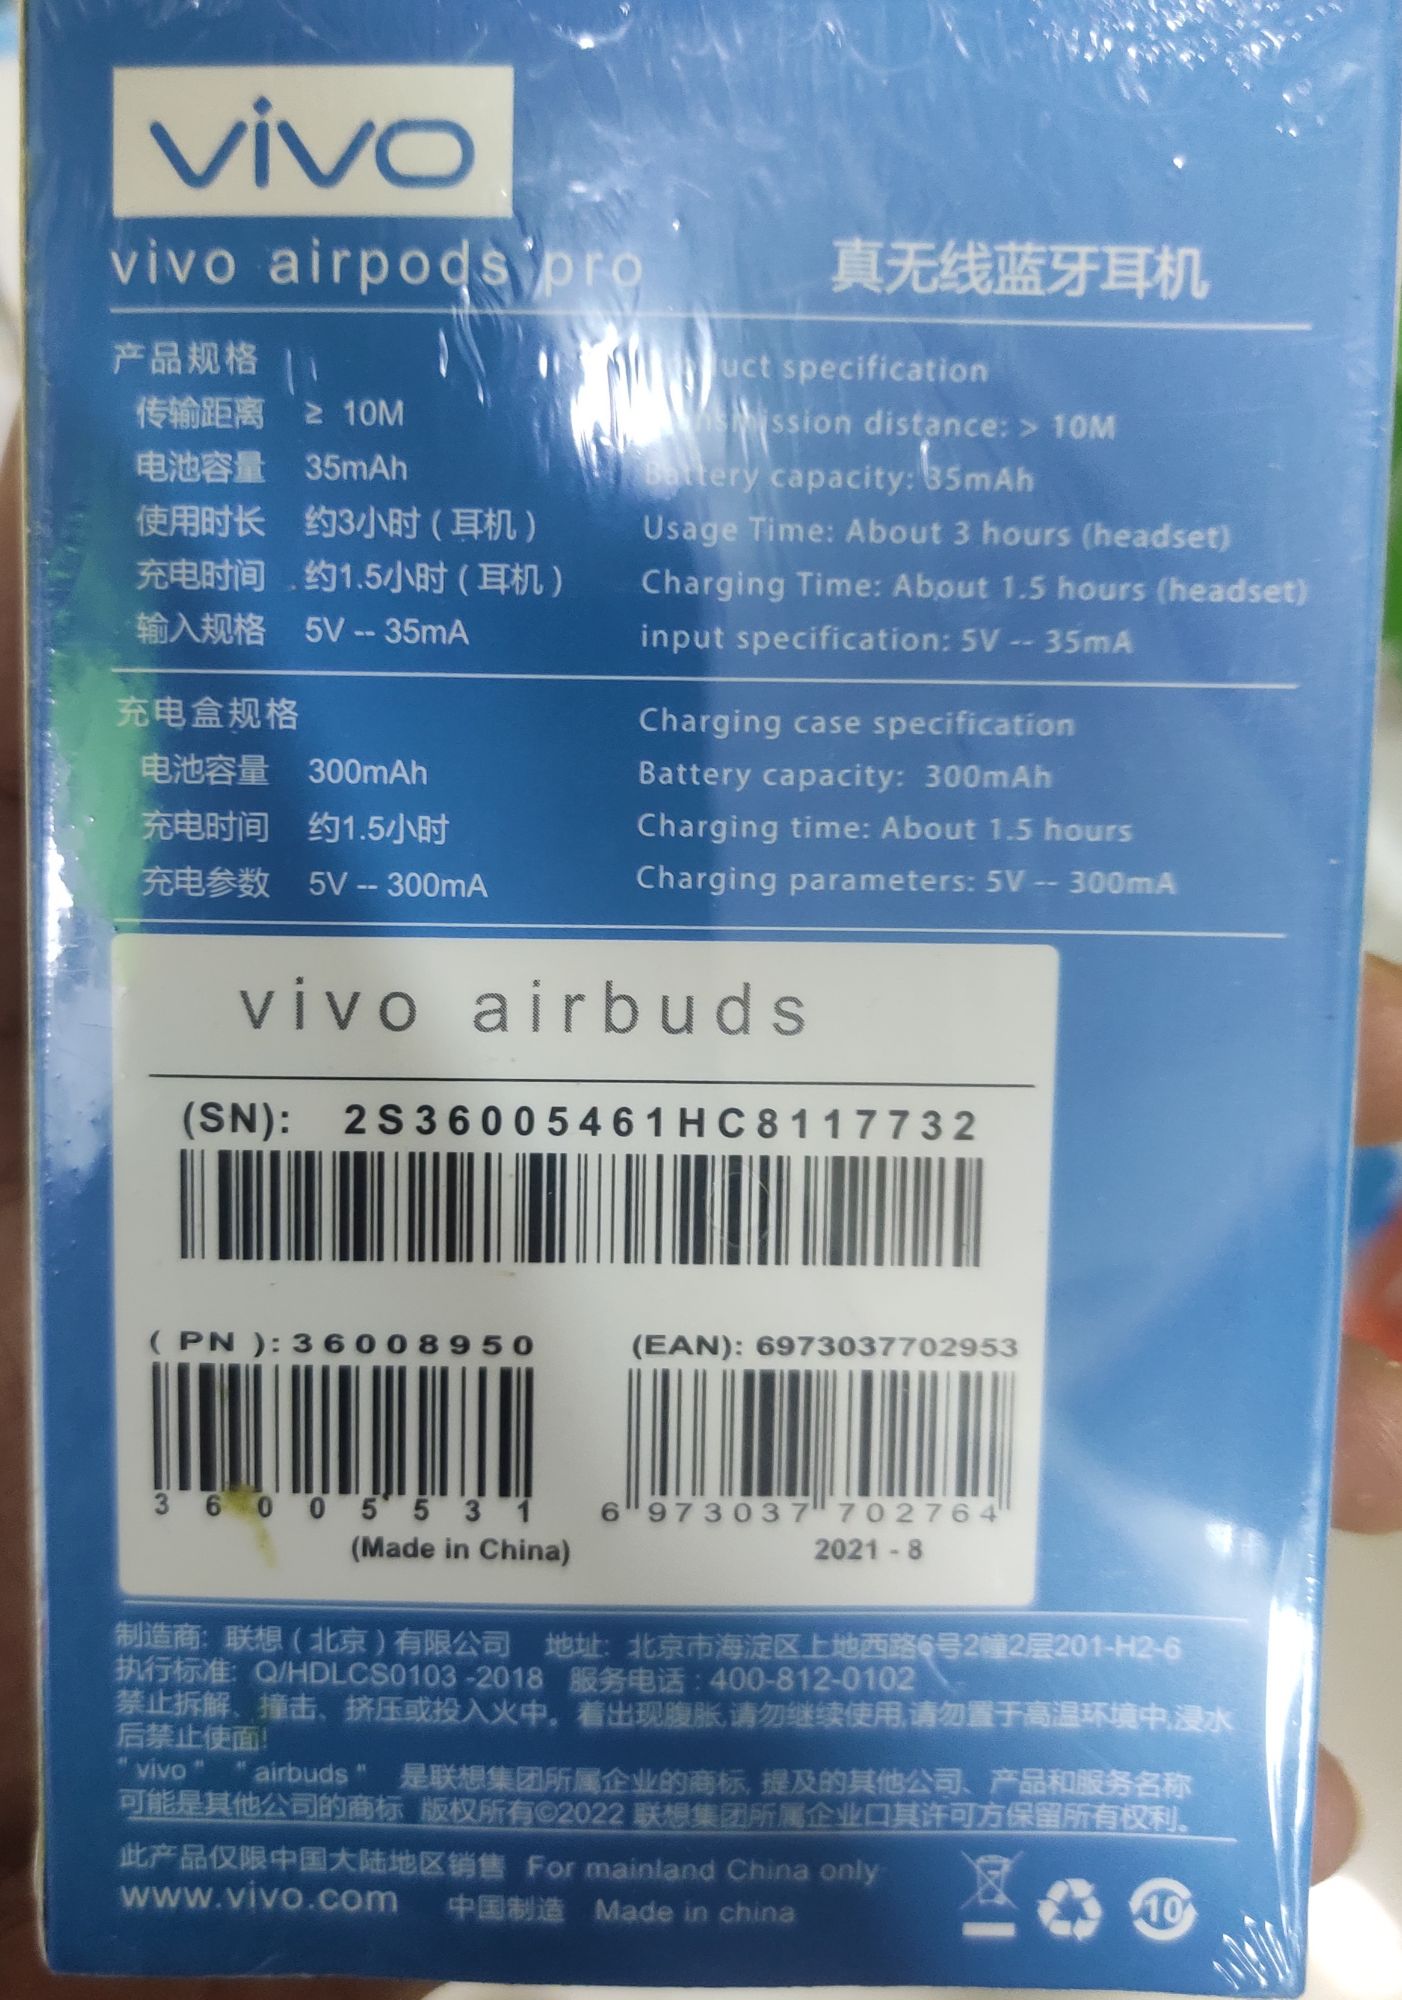 vivo
vivo airpods pro 真无线蓝牙耳机
产品规格
传输距离 ≥ 10M
电池容量 35mAh
使用时长 约3小时 ( 耳机 )
充电时间 约1.5小时 ( 耳机 )
输入规格 5V -- 35mA
specification
distance: > 10M
Battery capacity: 35mAh
Usage Time: About 3 hours (headset)
Charging Time: About 1.5 hours (headset)
input specification: 5V -- 35mA
充电盒规格
电池容量 300mAh
充电时间 约1.5小时
充电参数 5V -- 300mA
Charging case specification
Battery capacity: 300mAh
Charging time: About 1.5 hours
Charging parameters: 5V -- 300mA
vivo airbuds
(SN): 2S36005461HC8117732
( PN ): 36008950
36005531
(EAN): 6973037702953
6 973037 702764
(Made in China) 2021 - 8
制造商: 联想 ( 北京 ) 有限公司 地址: 北京市海淀区上地西路6号2幢2层201-H2-6
执行标准: Q/HDLCS0103 -2018 服务电话 : 400-812-0102
禁止拆解、撞击、挤压或投入火中。着出现腹胀,请勿继续使用,请勿置于高温环境中,浸水
后禁止使面!
" vivo " " airbuds " 是联想集团所属企业的商标, 提及的其他公司、产品和服务名称
可能是其他公司的商标 版权所有©2022 联想集团所属企业口其许可方保留所有权利。
此产品仅限中国大陆地区销售 For mainland China only
www.vivo.com 中国制造 Made in china
10